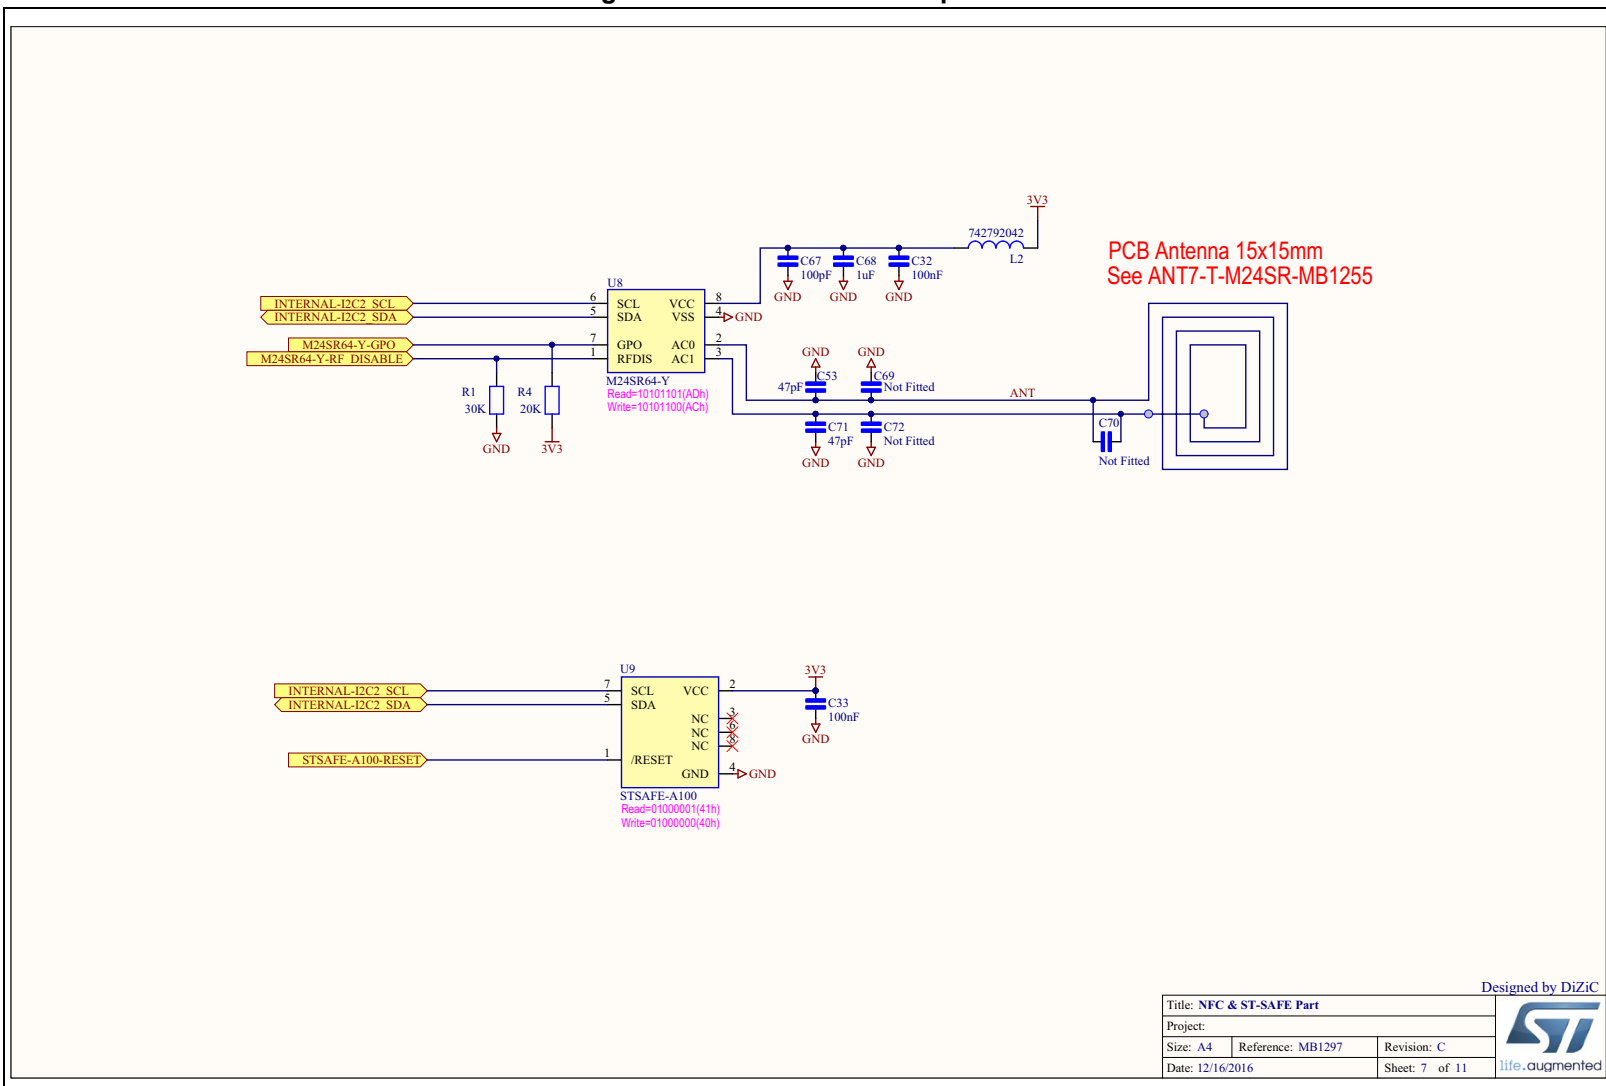 3V3
742792042
L2
C67
100pF
C68
1uF
C32
100nF
GND
GND
GND
PCB Antenna 15x15mm
See ANT7-T-M24SR-MB1255
U8
INTERNAL-I2C2_SCL
INTERNAL-I2C2_SDA
M24SR64-Y-GPO
M24SR64-Y-RF_DISABLE
6
5
7
1
SCL
SDA
GPO
RFDIS
VCC
VSS
AC0
AC1
8
4
2
3
GND
M24SR64-Y
Read=10101101(ADh)
Write=10101100(ACh)
R1
30K
GND
R4
20K
3V3
GND
GND
C53
47pF
C69
Not Fitted
ANT
C71
47pF
C72
Not Fitted
GND
GND
C70
Not Fitted
U9
INTERNAL-I2C2_SCL
INTERNAL-I2C2_SDA
STSAFE-A100-RESET
7
5
1
SCL
SDA
/RESET
VCC
NC
NC
NC
GND
2
3
6
8
4
GND
3V3
C33
100nF
GND
STSAFE-A100
Read=01000001(41h)
Write=01000000(40h)
Designed by DiZiC
Title: NFC & ST-SAFE Part
Project:
Size: A4 Reference: MB1297 Revision: C
Date: 12/16/2016 Sheet: 7 of 11
ST
life.augmented